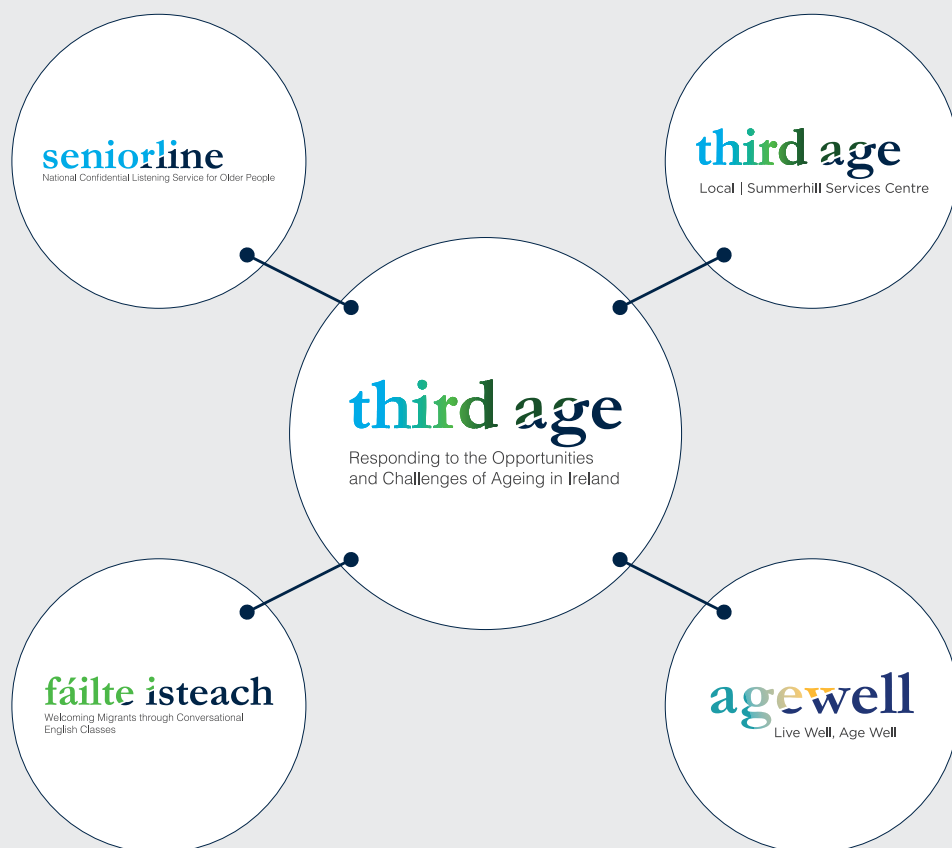 seniorline
National Confidential Listening Service for Older People
third age
Local | Summerhill Services Centre
third age
Responding to the Opportunities
and Challenges of Ageing in Ireland
fáilte isteach
Welcoming Migrants through Conversational
English Classes
agewell
Live Well, Age Well